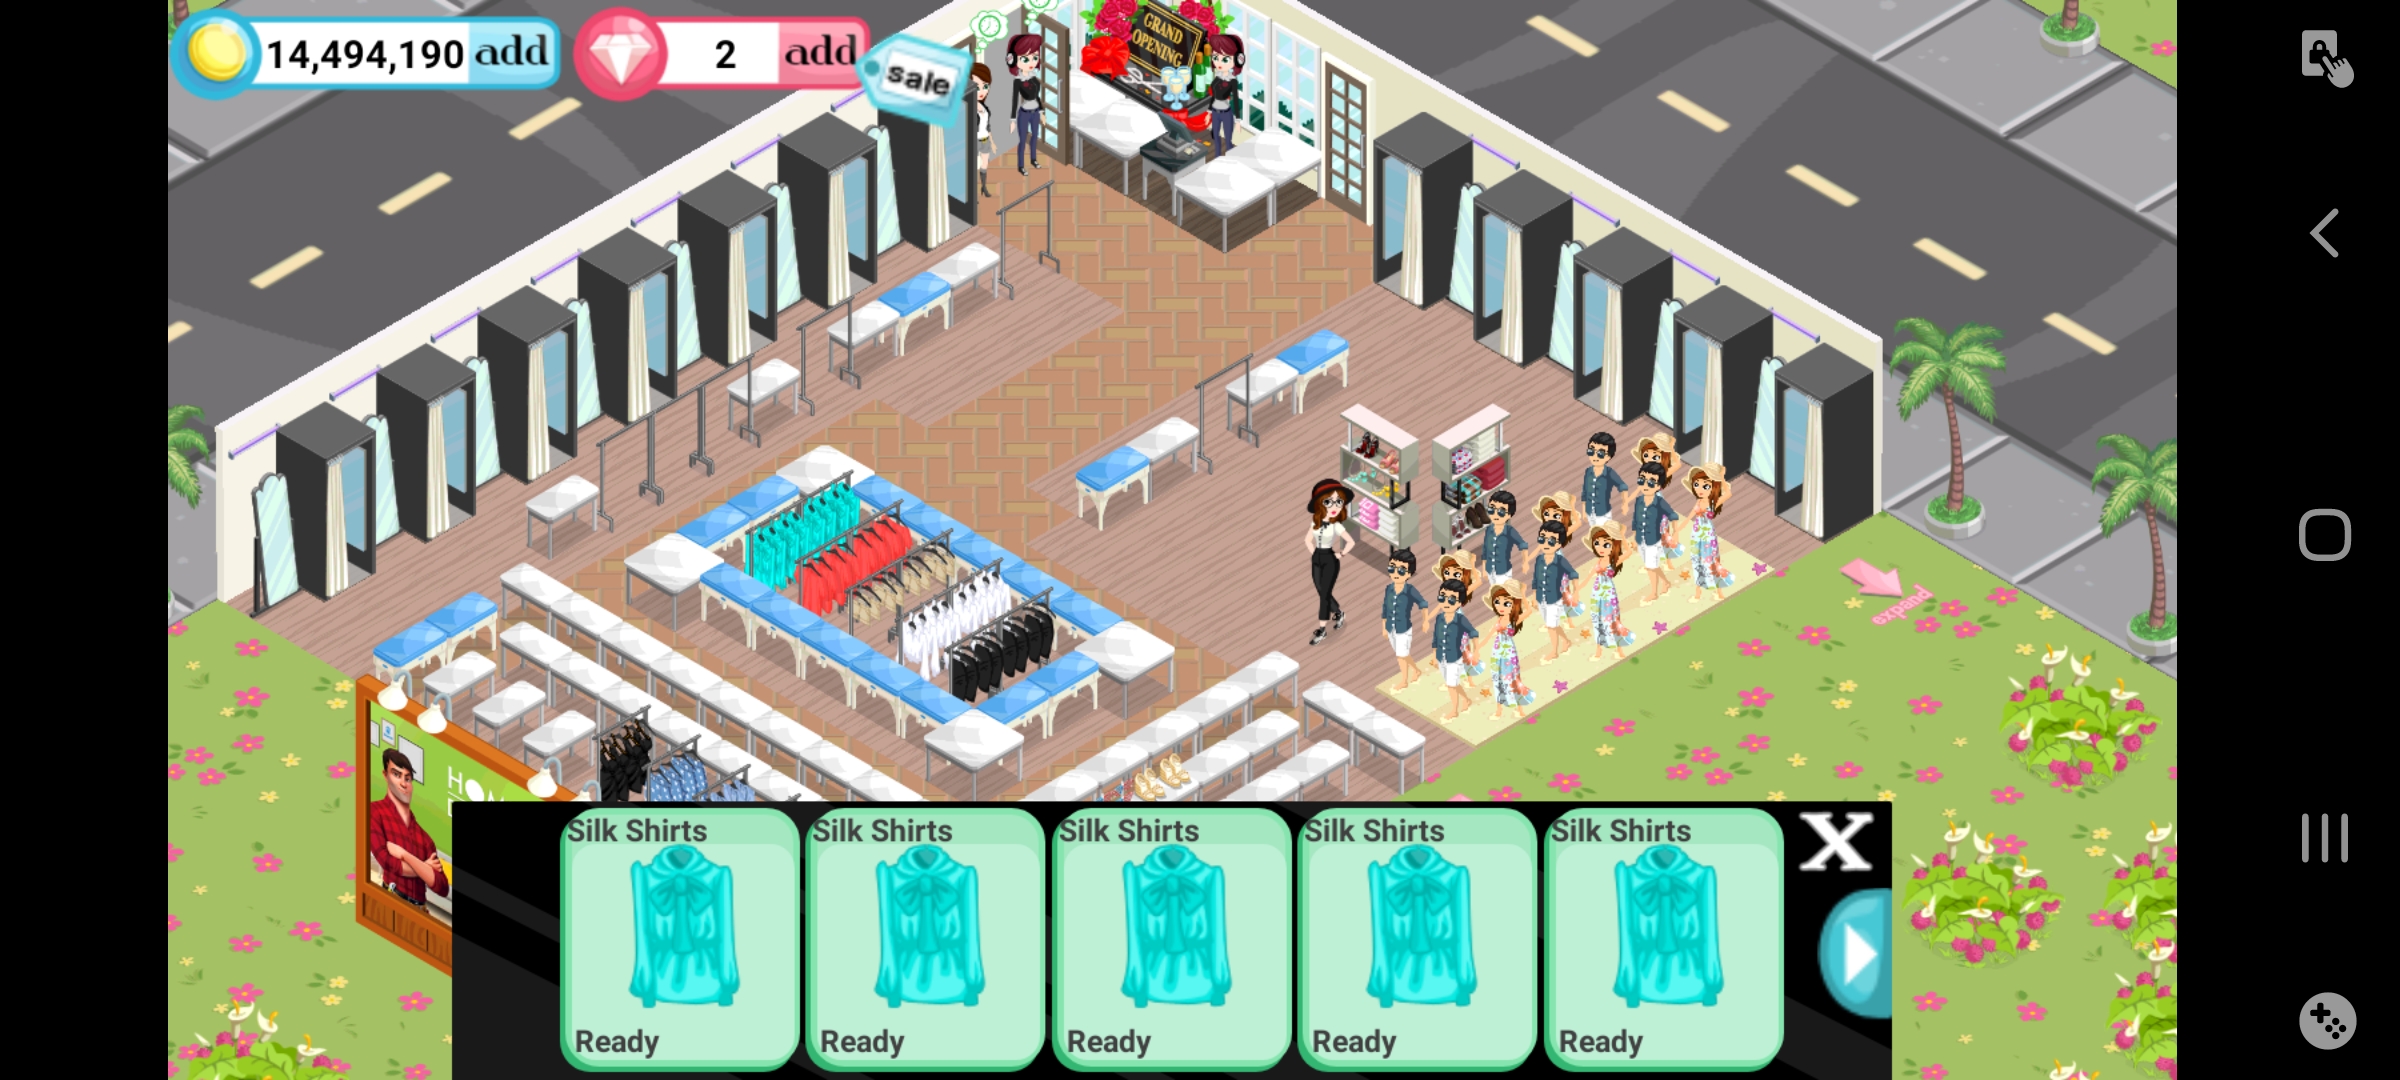 14,494,190 add
2 add
sale
GRAND
OPENING
expand
Silk Shirts
Ready
Silk Shirts
Ready
Silk Shirts
Ready
Silk Shirts
Ready
Silk Shirts
Ready
X